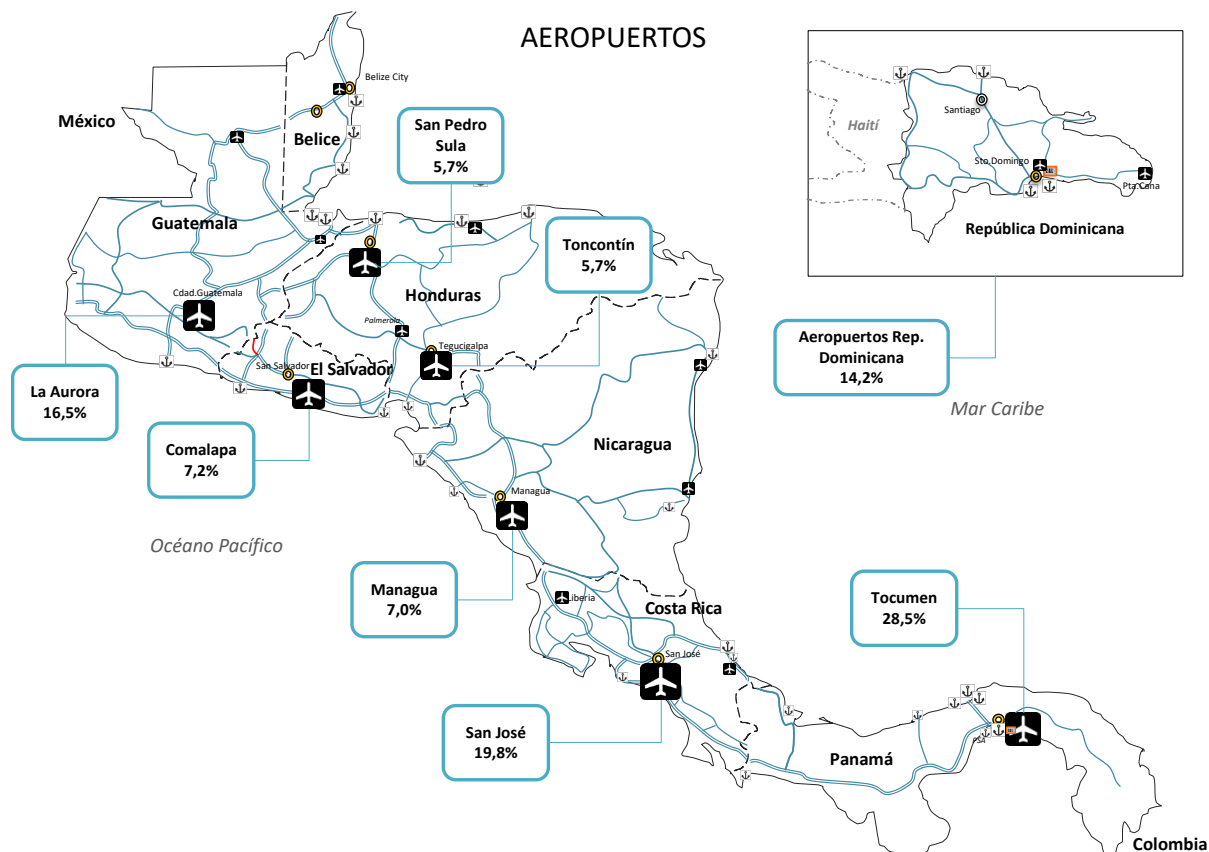 AEROPUERTOS
Belize City
México
Belice
San Pedro
Sula
5,7%
Santiago
Haití
Sto.Domingo
Pta.Cana
República Dominicana
Guatemala
Toncontín
5,7%
Honduras
Cdad.Guatemala
Palmerola
Tegucigalpa
San Salvador
El Salvador
Aeropuertos Rep.
Dominicana
14,2%
La Aurora
16,5%
Mar Caribe
Comalapa
7,2%
Nicaragua
Managua
Océano Pacífico
Managua
7,0%
Liberia
Costa Rica
Tocumen
28,5%
San José
San José
19,8%
PSA
Panamá
Colombia